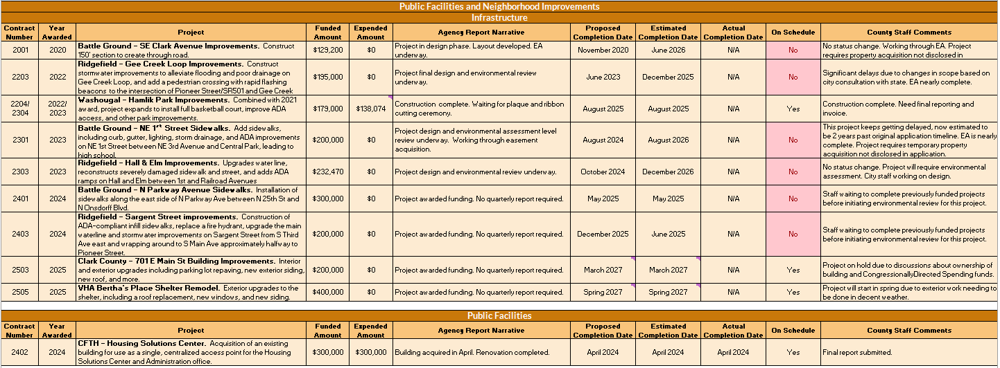 Public Facilities and Neighborhood Improvements
Infrastructure
Contract Number Year Awarded Project Funded Amount Expended Amount Agency Report Narrative Proposed Completion Date Estimated Completion Date Actual Completion Date On Schedule County Staff Comments
2001 2020 Battle Ground - SE Clark Avenue Improvements. Construct 150' section to create through road. $129,200 $0 Project in design phase. Layout developed. EA underway. November 2020 June 2026 N/A No No status change. Working through EA. Project requires property acquisition not disclosed in
2203 2022 Ridgefield - Gee Creek Loop Improvements. Construct stormwater improvements to alleviate flooding and poor drainage on Gee Creek Loop, and add a pedestrian crossing with rapid flashing beacons to the intersection of Pioneer Street/SR501 and Gee Creek $195,000 $0 Project final design and environmental review underway. June 2023 December 2025 N/A No Significant delays due to changes in scope based on city consultation with state. EA nearly complete.
2204/ 2304 2022/ 2023 Washougal - Hamlik Park Improvements. Combined with 2021 award, project expands to install full basketball court, improve ADA access, and other park improvements. $179,000 $138,074 Construction complete. Waiting for plaque and ribbon cutting ceremony. August 2025 August 2025 N/A Yes Construction complete. Need final reporting and invoice.
2301 2023 Battle Ground - NE 1st Street Sidewalks. Add sidewalks, including curb, gutter, lighting, storm drainage, and ADA improvements on NE 1st Street between NE 3rd Avenue and Central Park, leading to high school. $200,000 $0 Project design and environmental assessment level review underway. Working through easement acquisition. August 2024 August 2026 N/A No This project keeps getting delayed, now estimated to be 2 years past original application timeline. EA is nearly complete. Project requires temporary property acquisition not disclosed in application.
2303 2023 Ridgefield - Hall & Elm Improvements. Upgrades water line, reconstructs severely damaged sidewalk and street, and adds ADA ramps on Hall and Elm between 1st and Railroad Avenues $232,470 $0 Project design and environmental review underway. October 2024 December 2026 N/A No No status change. Project will require environmental assessment. City staff working on design.
2401 2024 Battle Ground - N Parkway Avenue Sidewalks. Installation of sidewalks along the east side of N Parkway Ave between N 25th St and N Onsdorff Blvd. $300,000 $0 Project awarded funding. No quarterly report required. May 2025 May 2025 N/A No Staff waiting to complete previously funded projects before initiating environmental review for this project.
2403 2024 Ridgefield - Sargent Street improvements. Construction of ADA-compliant infill sidewalks, replace a fire hydrant, upgrade the main waterline and stormwater improvements on Sargent Street from S Third Ave east and wrapping around to S Main Ave approximately halfway to Pioneer Street. $200,000 $0 Project awarded funding. No quarterly report required. December 2025 June 2025 N/A No Staff waiting to complete previously funded projects before initiating environmental review for this project.
2503 2025 Clark County - 701 E Main St Building Improvements. Interior and exterior upgrades including parking lot repaving, new exterior siding, new roof, and more. $200,000 $0 Project awarded funding. No quarterly report required. March 2027 March 2027 N/A Yes Project on hold due to discussions about ownership of building and CongressionallyDirected Spending funds.
2505 2025 VHA Bertha's Place Shelter Remodel. Exterior upgrades to the shelter, including a roof replacement, new windows, and new siding. $400,000 $0 Project awarded funding. No quarterly report required. Spring 2027 Spring 2027 N/A Yes Project will start in spring due to exterior work needing to be done in decent weather.
Public Facilities
Contract Number Year Awarded Project Funded Amount Expended Amount Agency Report Narrative Proposed Completion Date Estimated Completion Date Actual Completion Date On Schedule County Staff Comments
2402 2024 CFTH - Housing Solutions Center. Acquisition of an existing building for use as a single, centralized access point for the Housing Solutions Center and Administration office. $300,000 $300,000 Building acquired in April. Renovation completed. April 2024 April 2024 April 2024 Yes Final report submitted.